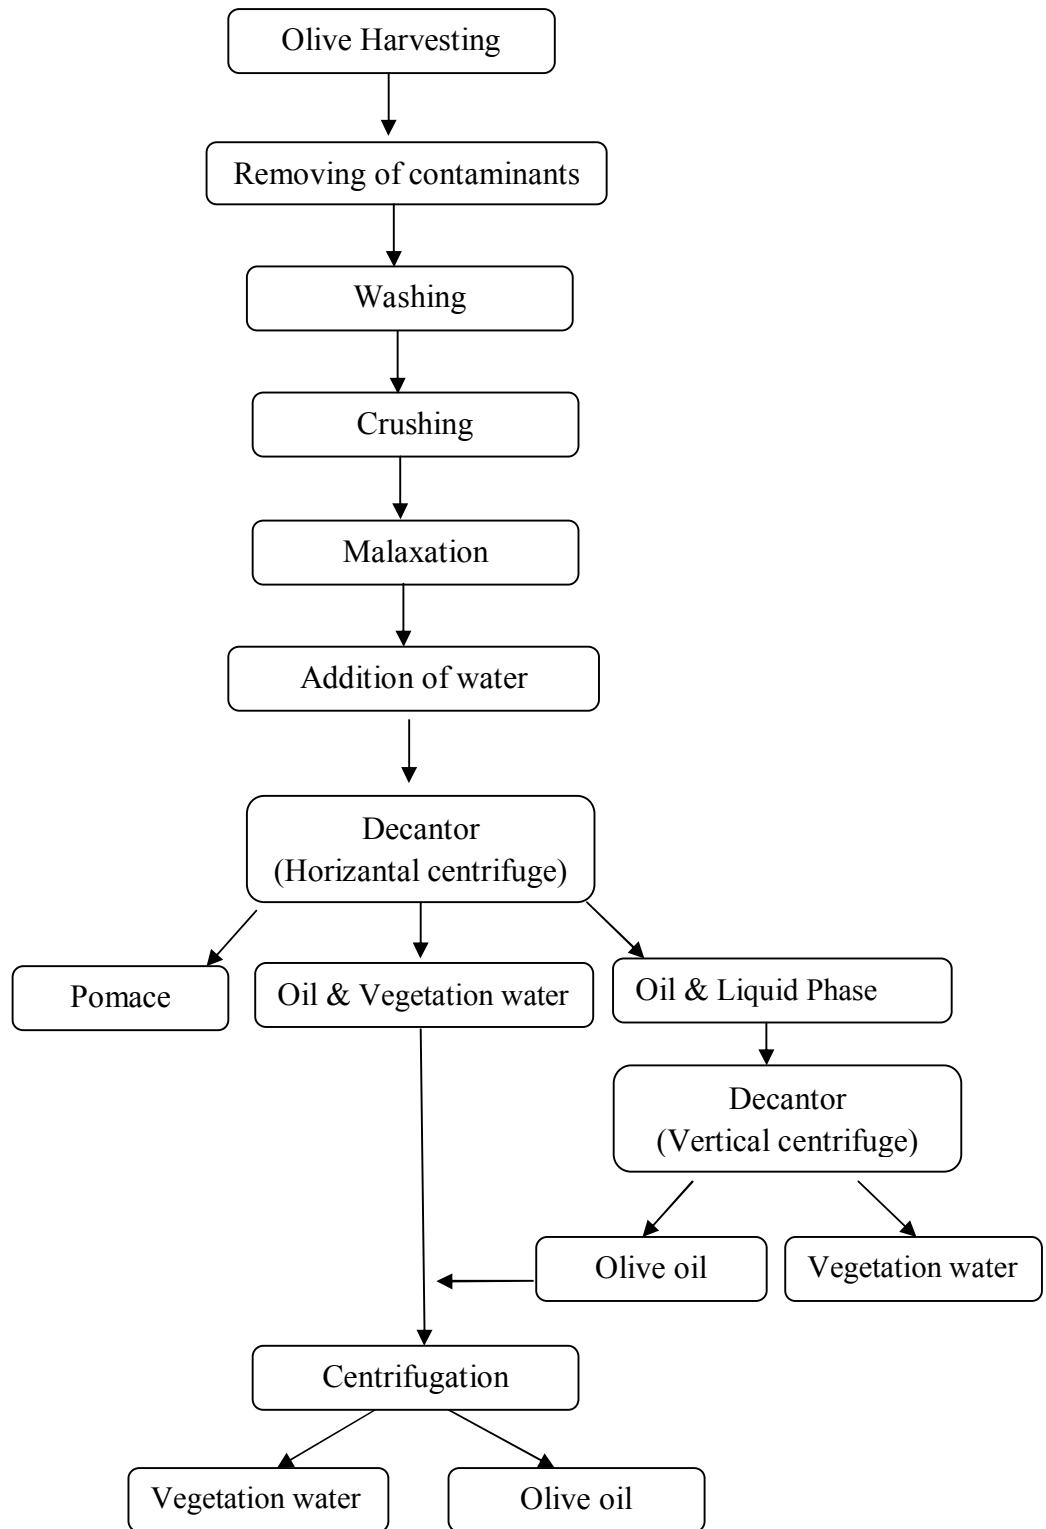 Olive Harvesting
Removing of contaminants
Washing
Crushing
Malaxation
Addition of water
Decantor
(Horizantal centrifuge)
Pomace
Oil & Vegetation water
Oil & Liquid Phase
Decantor
(Vertical centrifuge)
Olive oil
Vegetation water
Centrifugation
Vegetation water
Olive oil